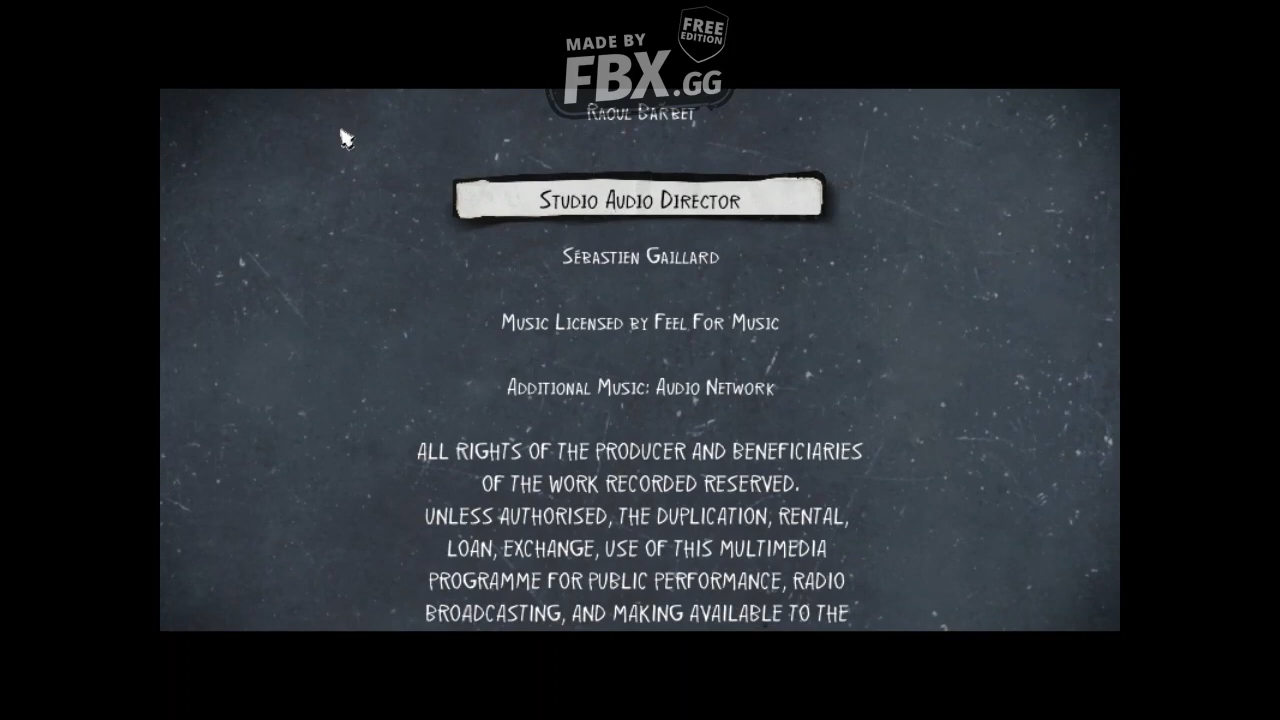 MADE BY
FREE
EDITION
FBX.GG
RAOUL BARBET
STUDIO AUDIO DIRECTOR
SÉBASTIEN GAILLARD
MUSIC LICENSED BY FEEL FOR MUSIC
ADDITIONAL MUSIC: AUDIO NETWORK
ALL RIGHTS OF THE PRODUCER AND BENEFICIARIES
OF THE WORK RECORDED RESERVED.
UNLESS AUTHORISED, THE DUPLICATION, RENTAL,
LOAN, EXCHANGE, USE OF THIS MULTIMEDIA
PROGRAMME FOR PUBLIC PERFORMANCE, RADIO
BROADCASTING, AND MAKING AVAILABLE TO THE